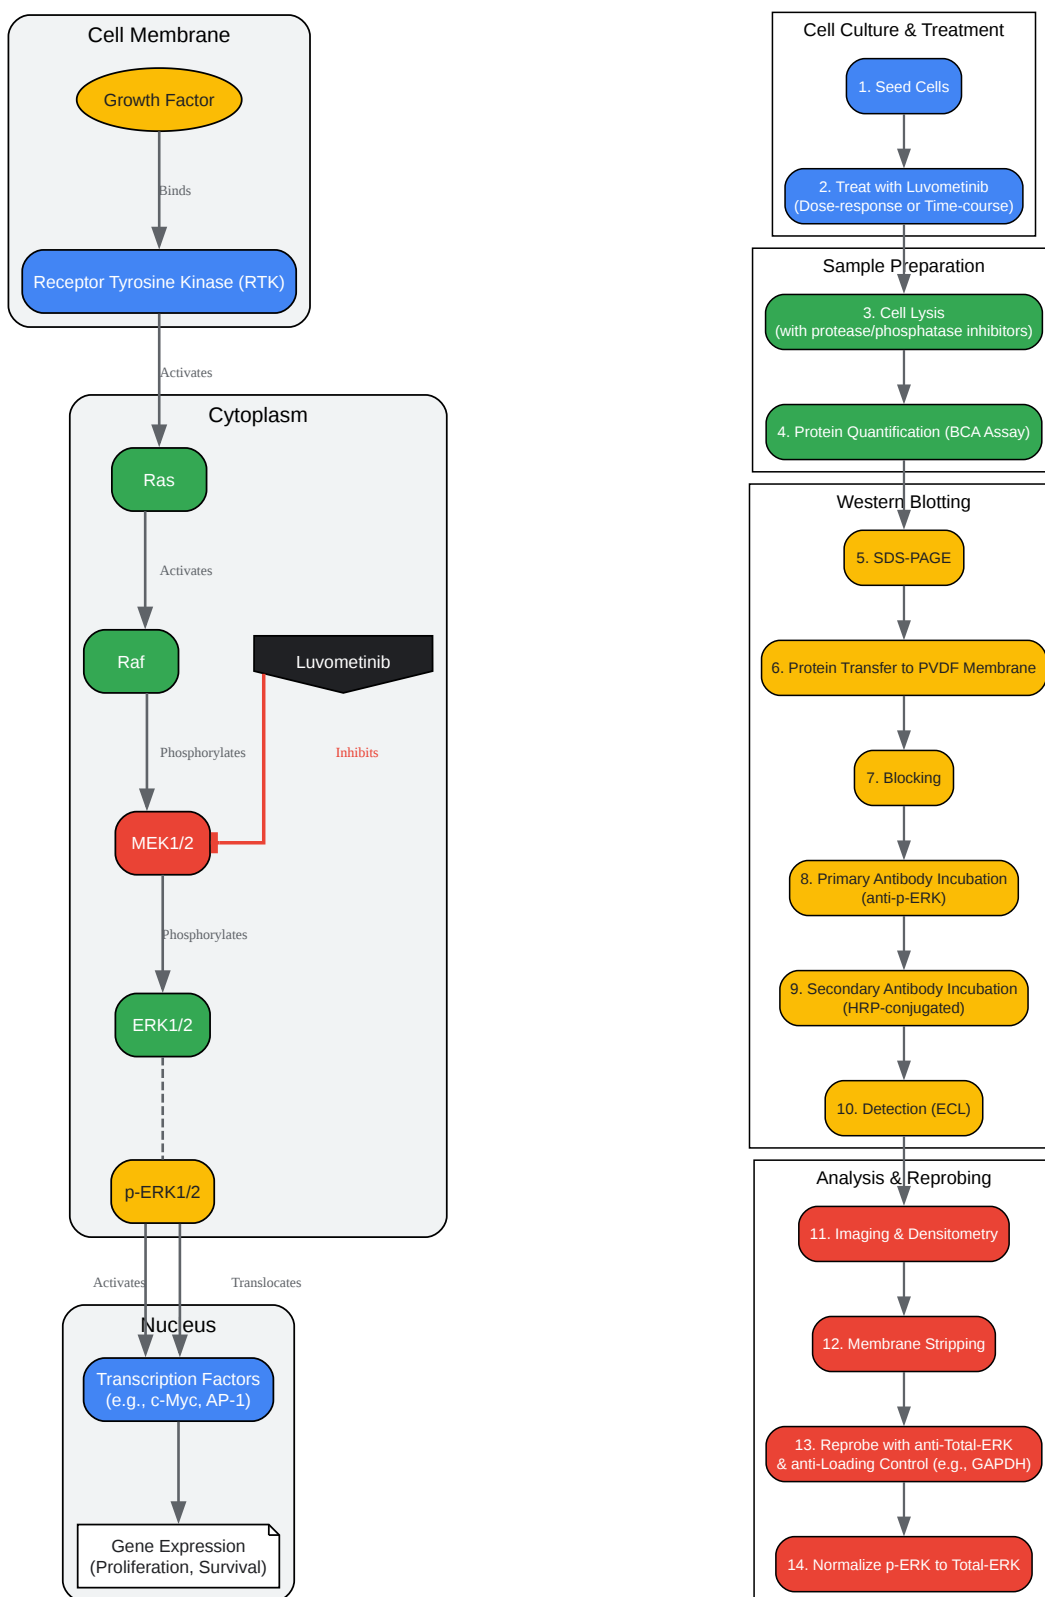 Cell Membrane
Growth Factor
Binds
Receptor Tyrosine Kinase (RTK)
Activates
Cytoplasm
Ras
Activates
Raf
Luvometinib
Phosphorylates
Inhibits
MEK1/2
Phosphorylates
ERK1/2
p-ERK1/2
Activates
Translocates
Nucleus
Transcription Factors
(e.g., c-Myc, AP-1)
Gene Expression
(Proliferation, Survival)
Cell Culture & Treatment
1. Seed Cells
2. Treat with Luvometinib
(Dose-response or Time-course)
Sample Preparation
3. Cell Lysis
(with protease/phosphatase inhibitors)
4. Protein Quantification (BCA Assay)
Western Blotting
5. SDS-PAGE
6. Protein Transfer to PVDF Membrane
7. Blocking
8. Primary Antibody Incubation
(anti-p-ERK)
9. Secondary Antibody Incubation
(HRP-conjugated)
10. Detection (ECL)
Analysis & Reprobing
11. Imaging & Densitometry
12. Membrane Stripping
13. Reprobe with anti-Total-ERK
& anti-Loading Control (e.g., GAPDH)
14. Normalize p-ERK to Total-ERK